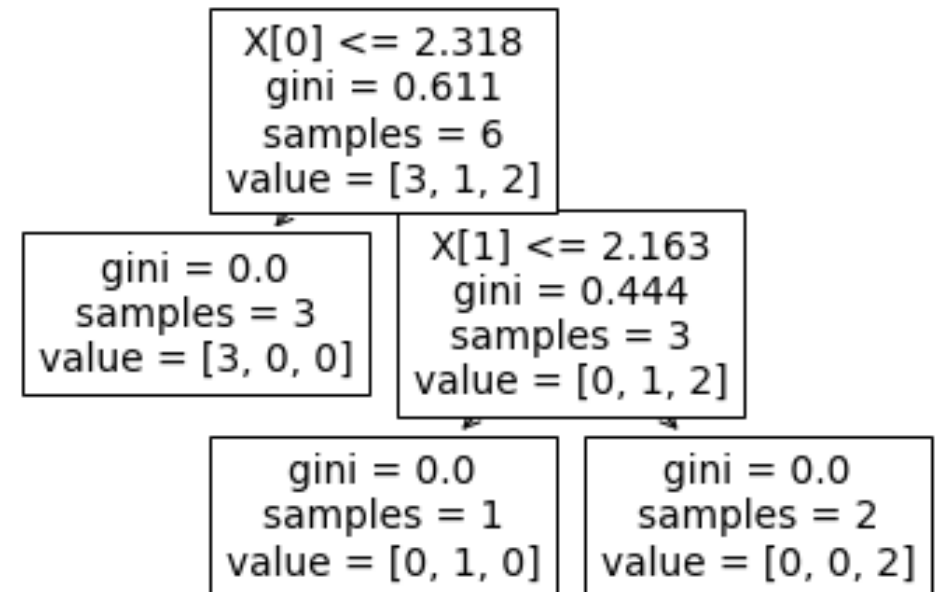 X[0] <= 2.318
gini = 0.611
samples = 6
value = [3, 1, 2]
gini = 0.0
samples = 3
value = [3, 0, 0]
X[1] <= 2.163
gini = 0.444
samples = 3
value = [0, 1, 2]
gini = 0.0
samples = 1
value = [0, 1, 0]
gini = 0.0
samples = 2
value = [0, 0, 2]